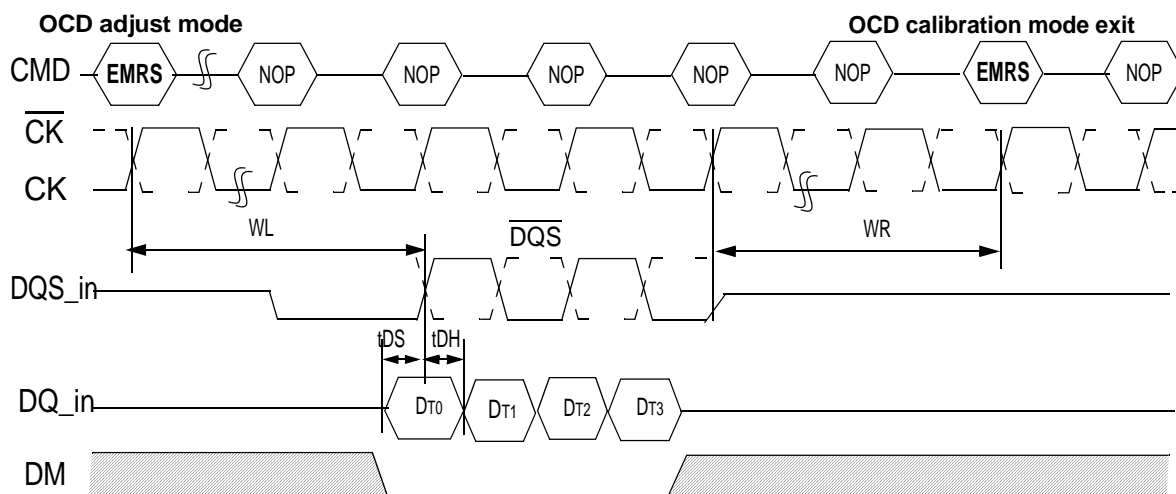 OCD adjust mode
OCD calibration mode exit
CMD
EMRS
NOP
NOP
NOP
NOP
NOP
EMRS
NOP
CK
CK
WL
DQS
WR
DQS_in
tDS
tDH
DQ_in
DT0
DT1
DT2
DT3
DM